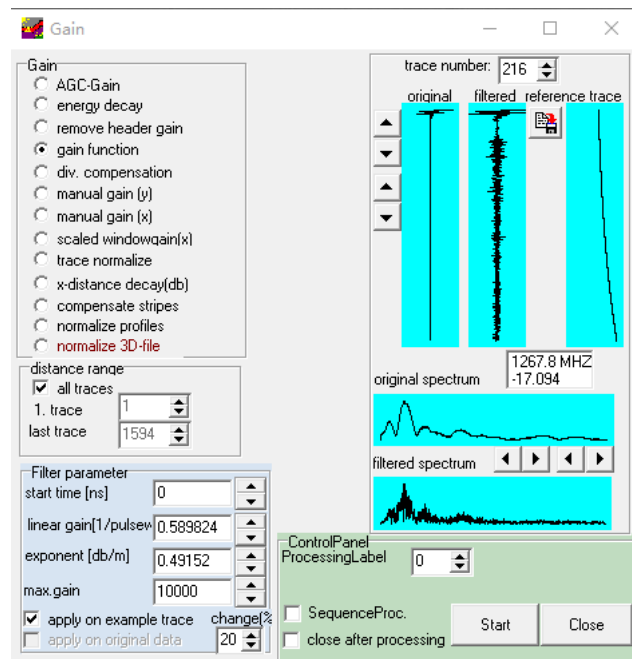 Gain
Gain
AGC-Gain
energy decay
remove header gain
gain function
div. compensation
manual gain (y)
manual gain (x)
scaled windowgain(x)
trace normalize
x-distance decay(db)
compensate stripes
normalize profiles
normalize 3D-file
distance range
all traces
1. trace 1
last trace 1594
Filter parameter
start time [ns] 0
linear gain[1/pulsew 0.589824
exponent [db/m] 0.49152
max.gain 10000
apply on example trace change(%
apply on original data 20
trace number: 216
original filtered reference trace
1267.8 MHZ
original spectrum -17.094
filtered spectrum
ControlPanel
ProcessingLabel 0
SequenceProc.
close after processing Start Close